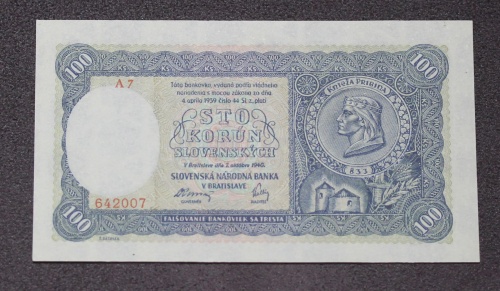 100
100
A 7
Táto bankovka, vydaná podľa vládneho
nariadenia s mocou zákona zo dňa
4 apríla 1939 číslo 44 Sl. z., platí
STO
KORÚN
SLOVENSKÝCH
V Bratislave dňa 7. októbra 1940.
SLOVENSKÁ NÁRODNÁ BANKA
V BRATISLAVE
GUVERNÉR
642007
KNIEŽA PRIBINA
833
100
100
FALŠOVANIE BANKOVIEK SA TRESTÁ